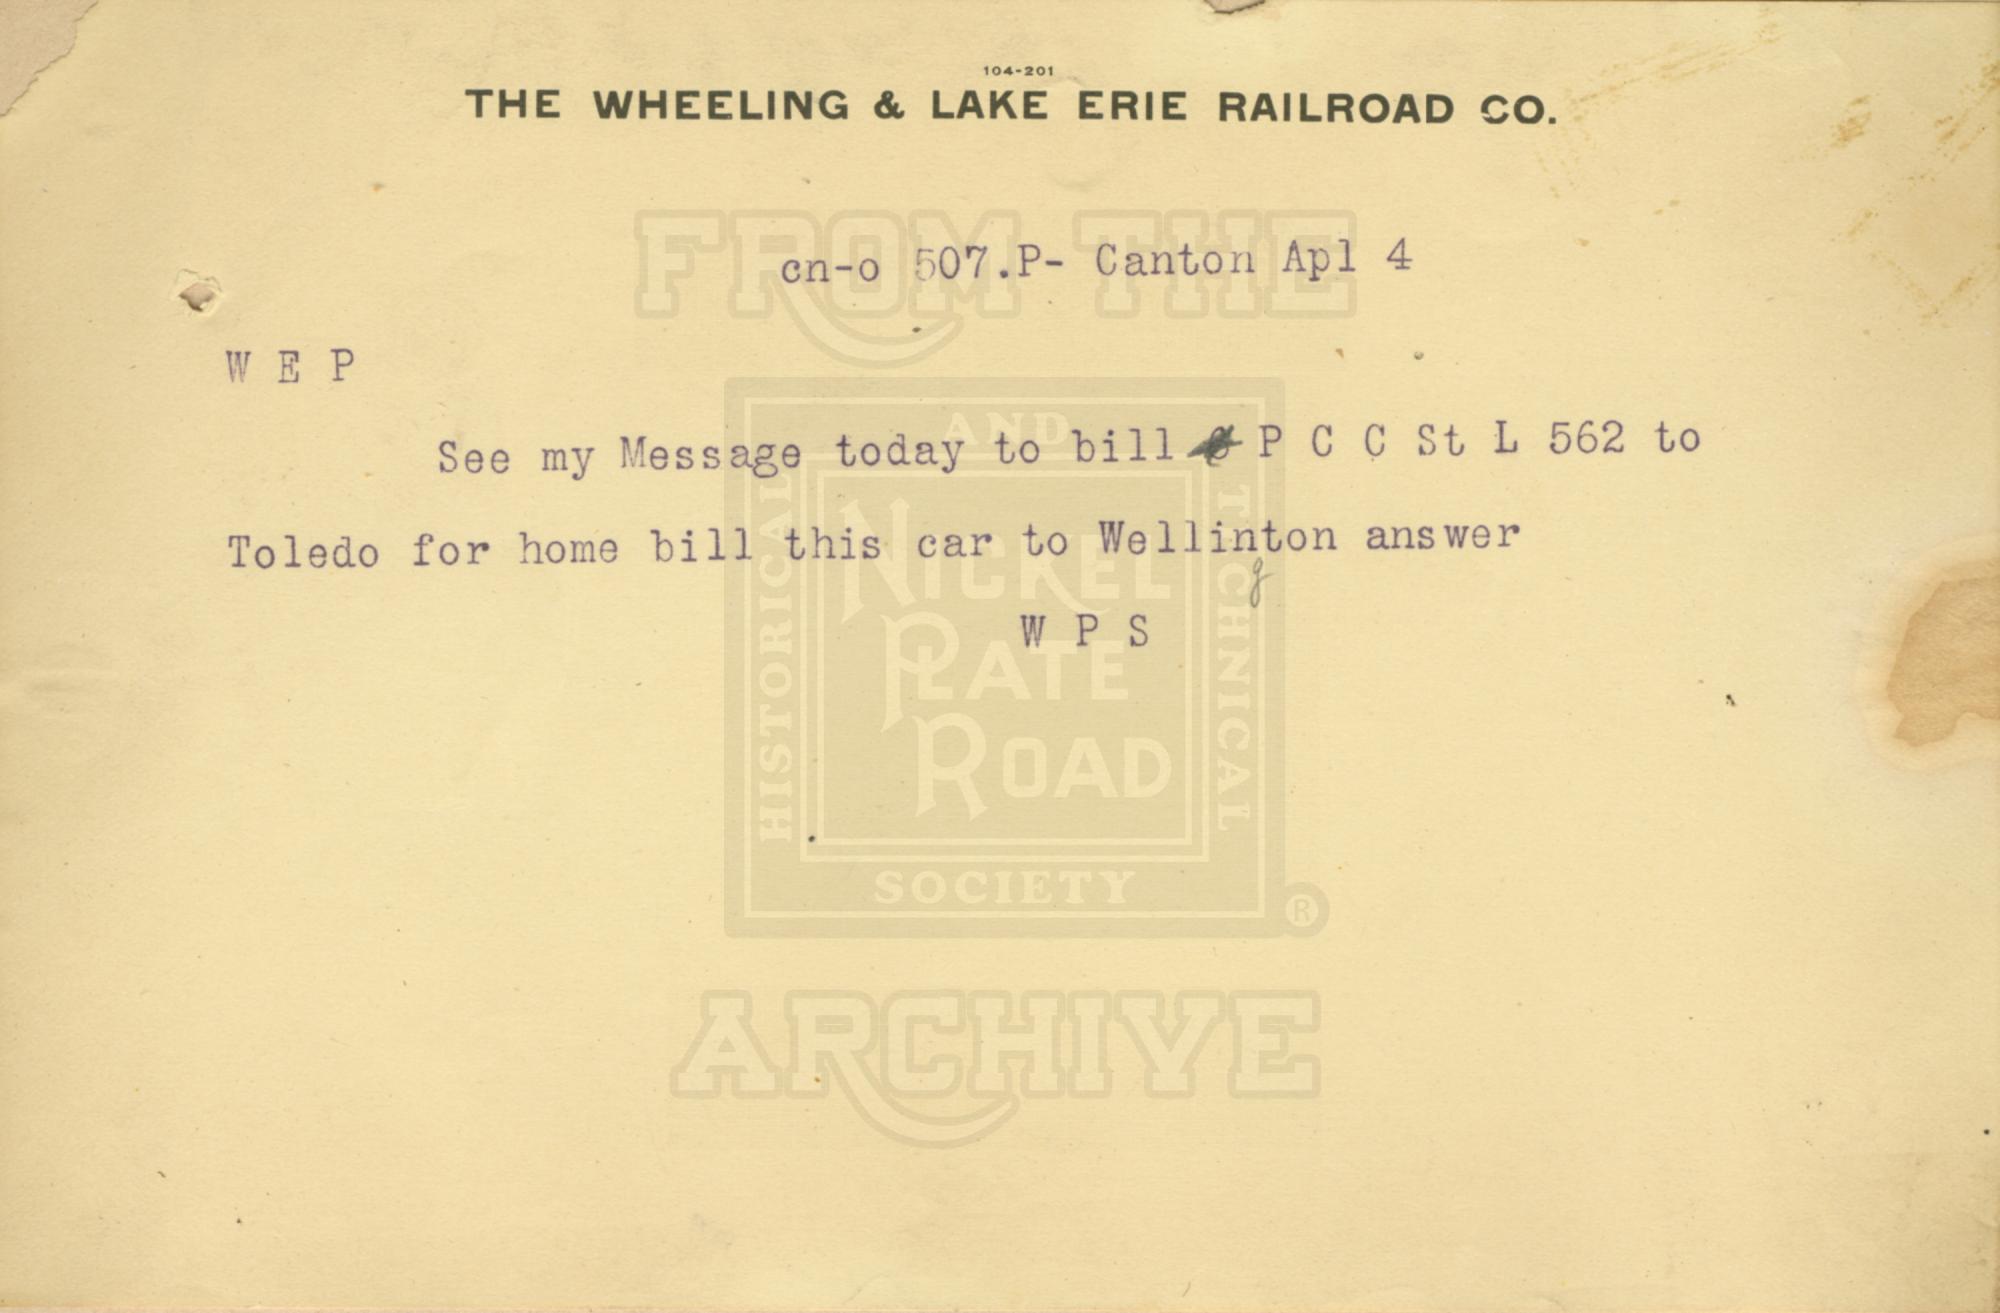 104-201
THE WHEELING & LAKE ERIE RAILROAD CO.
FROM THE
cn-o 507.P- Canton Apl 4
W E P
AND
See my Message today to bill P C C St L 562 to
Toledo for home bill this car to Wellinton answer
g
W P S
HISTORICAL
TECHNICAL
NICKEL
PLATE
ROAD
SOCIETY
®
ARCHIVE